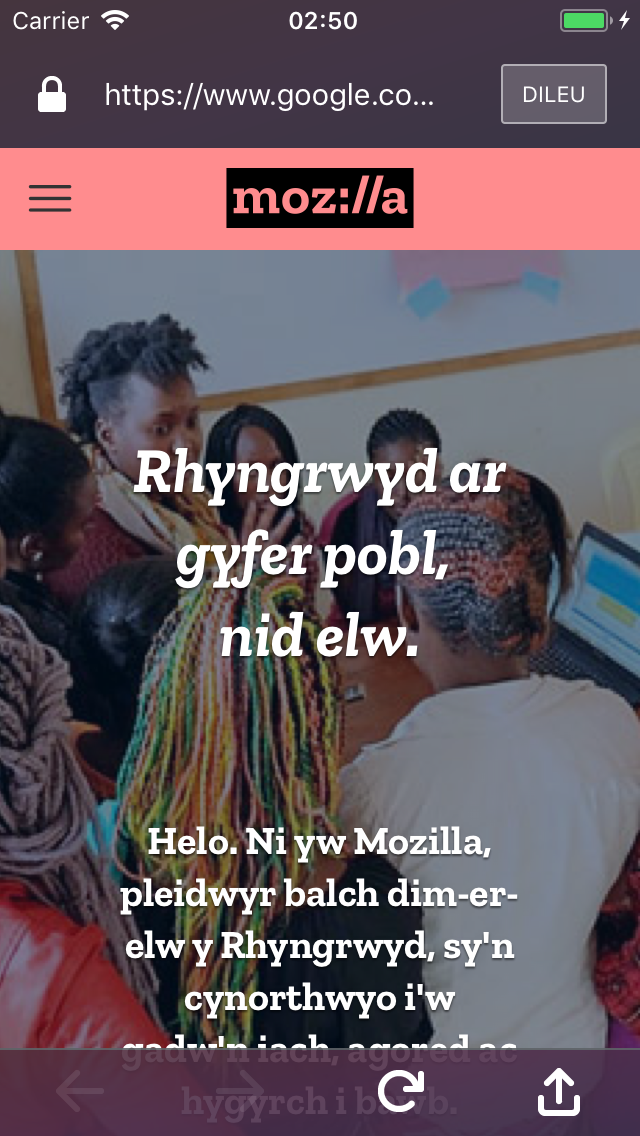 Carrier 02:50
https://www.google.co... DILEU
moz://a
Rhyngrwyd ar
gyfer pobl,
nid elw.
Helo. Ni yw Mozilla,
pleidwyr balch dim-er-
elw y Rhyngrwyd, sy'n
cynorthwyo i'w
gadw'n iach, agored ac
hygyrch i bawb.